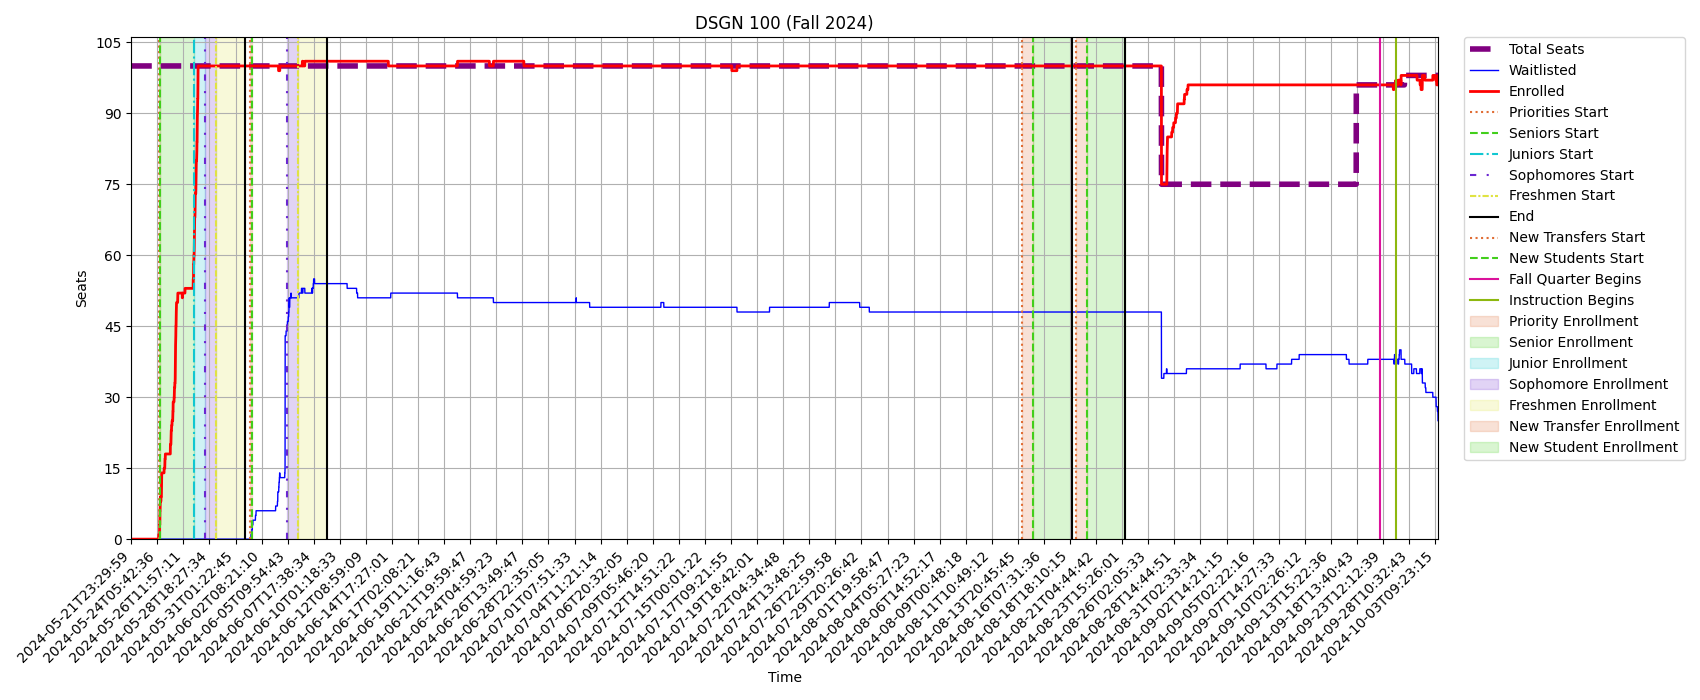 DSGN 100 (Fall 2024)
105
90
75
60
45
30
15
0
Seats
2024-05-21T23:29:59
2024-05-24T05:42:36
2024-05-26T11:57:11
2024-05-28T18:27:34
2024-05-31T01:22:45
2024-06-02T08:21:10
2024-06-05T09:54:43
2024-06-07T17:38:34
2024-06-10T01:18:33
2024-06-12T08:59:09
2024-06-14T17:27:01
2024-06-17T02:08:21
2024-06-19T11:16:43
2024-06-21T19:59:47
2024-06-24T04:59:23
2024-06-26T13:49:47
2024-06-28T22:35:05
2024-07-01T07:51:33
2024-07-04T11:21:14
2024-07-06T20:32:05
2024-07-09T05:46:20
2024-07-12T14:51:22
2024-07-15T00:01:22
2024-07-17T09:21:55
2024-07-19T18:42:01
2024-07-22T04:34:48
2024-07-24T13:48:25
2024-07-26T22:59:58
2024-07-29T20:26:42
2024-08-01T19:58:47
2024-08-04T05:27:23
2024-08-06T14:52:17
2024-08-09T00:48:18
2024-08-11T10:49:12
2024-08-13T20:45:45
2024-08-16T07:31:36
2024-08-18T18:10:15
2024-08-21T04:44:42
2024-08-23T15:26:01
2024-08-26T02:05:33
2024-08-28T14:44:51
2024-08-31T02:33:34
2024-09-02T14:21:15
2024-09-05T02:22:16
2024-09-07T14:27:33
2024-09-10T02:26:12
2024-09-13T15:22:36
2024-09-18T13:40:43
2024-09-23T12:12:39
2024-09-28T10:32:43
2024-10-03T09:23:15
Time
Total Seats
Waitlisted
Enrolled
Priorities Start
Seniors Start
Juniors Start
Sophomores Start
Freshmen Start
End
New Transfers Start
New Students Start
Fall Quarter Begins
Instruction Begins
Priority Enrollment
Senior Enrollment
Junior Enrollment
Sophomore Enrollment
Freshmen Enrollment
New Transfer Enrollment
New Student Enrollment